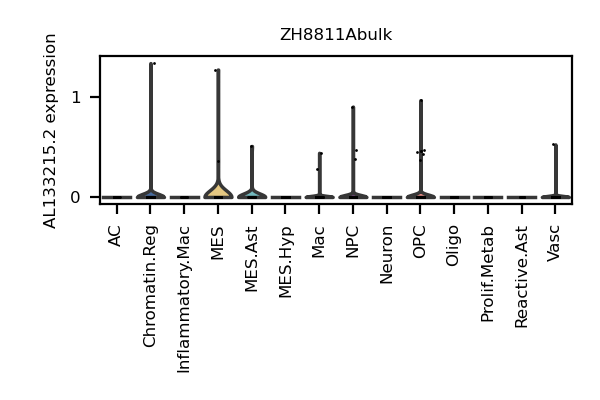 ZH8811Abulk
AL133215.2 expression
1
0
AC
Chromatin.Reg
Inflammatory.Mac
MES
MES.Ast
MES.Hyp
Mac
NPC
Neuron
OPC
Oligo
Prolif.Metab
Reactive.Ast
Vasc